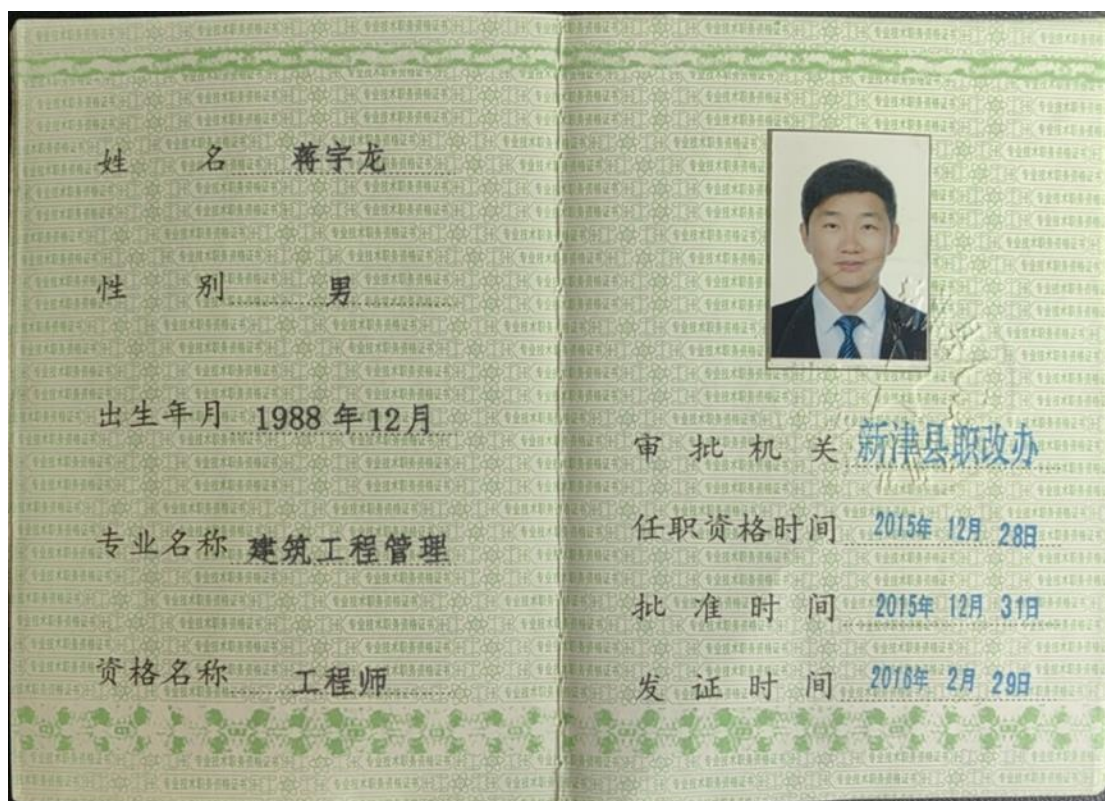 姓名 蒋宇龙
性别 男
出生年月 1988年12月
专业名称 建筑工程管理
资格名称 工程师
审批机关 新津县职改办
任职资格时间 2015年 12月 28日
批准时间 2015年 12月 31日
发证时间 2016年 2月 29日